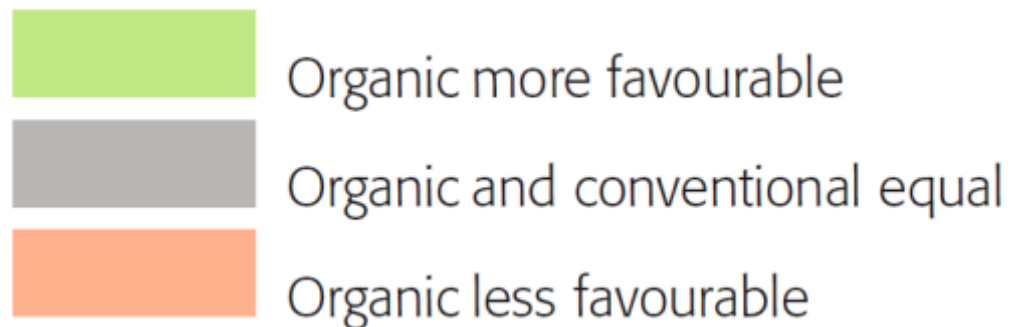 Organic more favourable
Organic and conventional equal
Organic less favourable